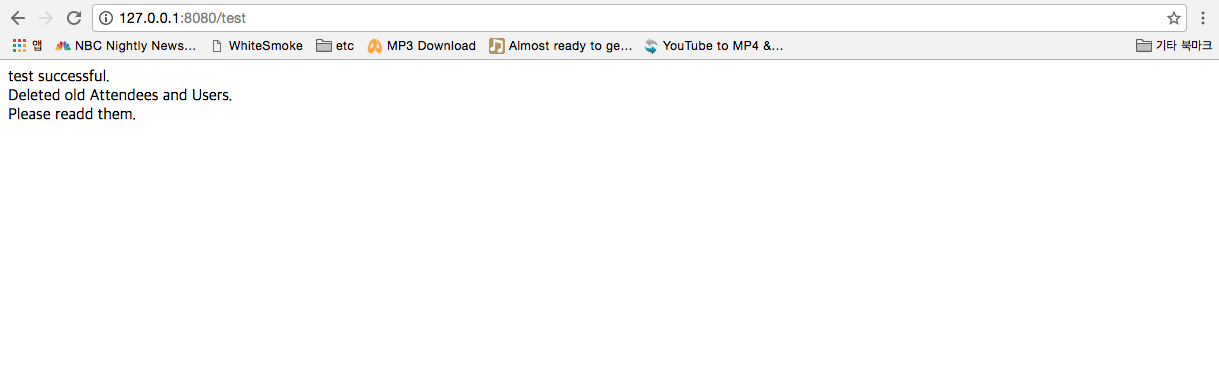 127.0.0.1:8080/test
앱 NBC Nightly News... WhiteSmoke etc MP3 Download Almost ready to ge... YouTube to MP4 &... 기타 북마크
test successful.
Deleted old Attendees and Users.
Please readd them.